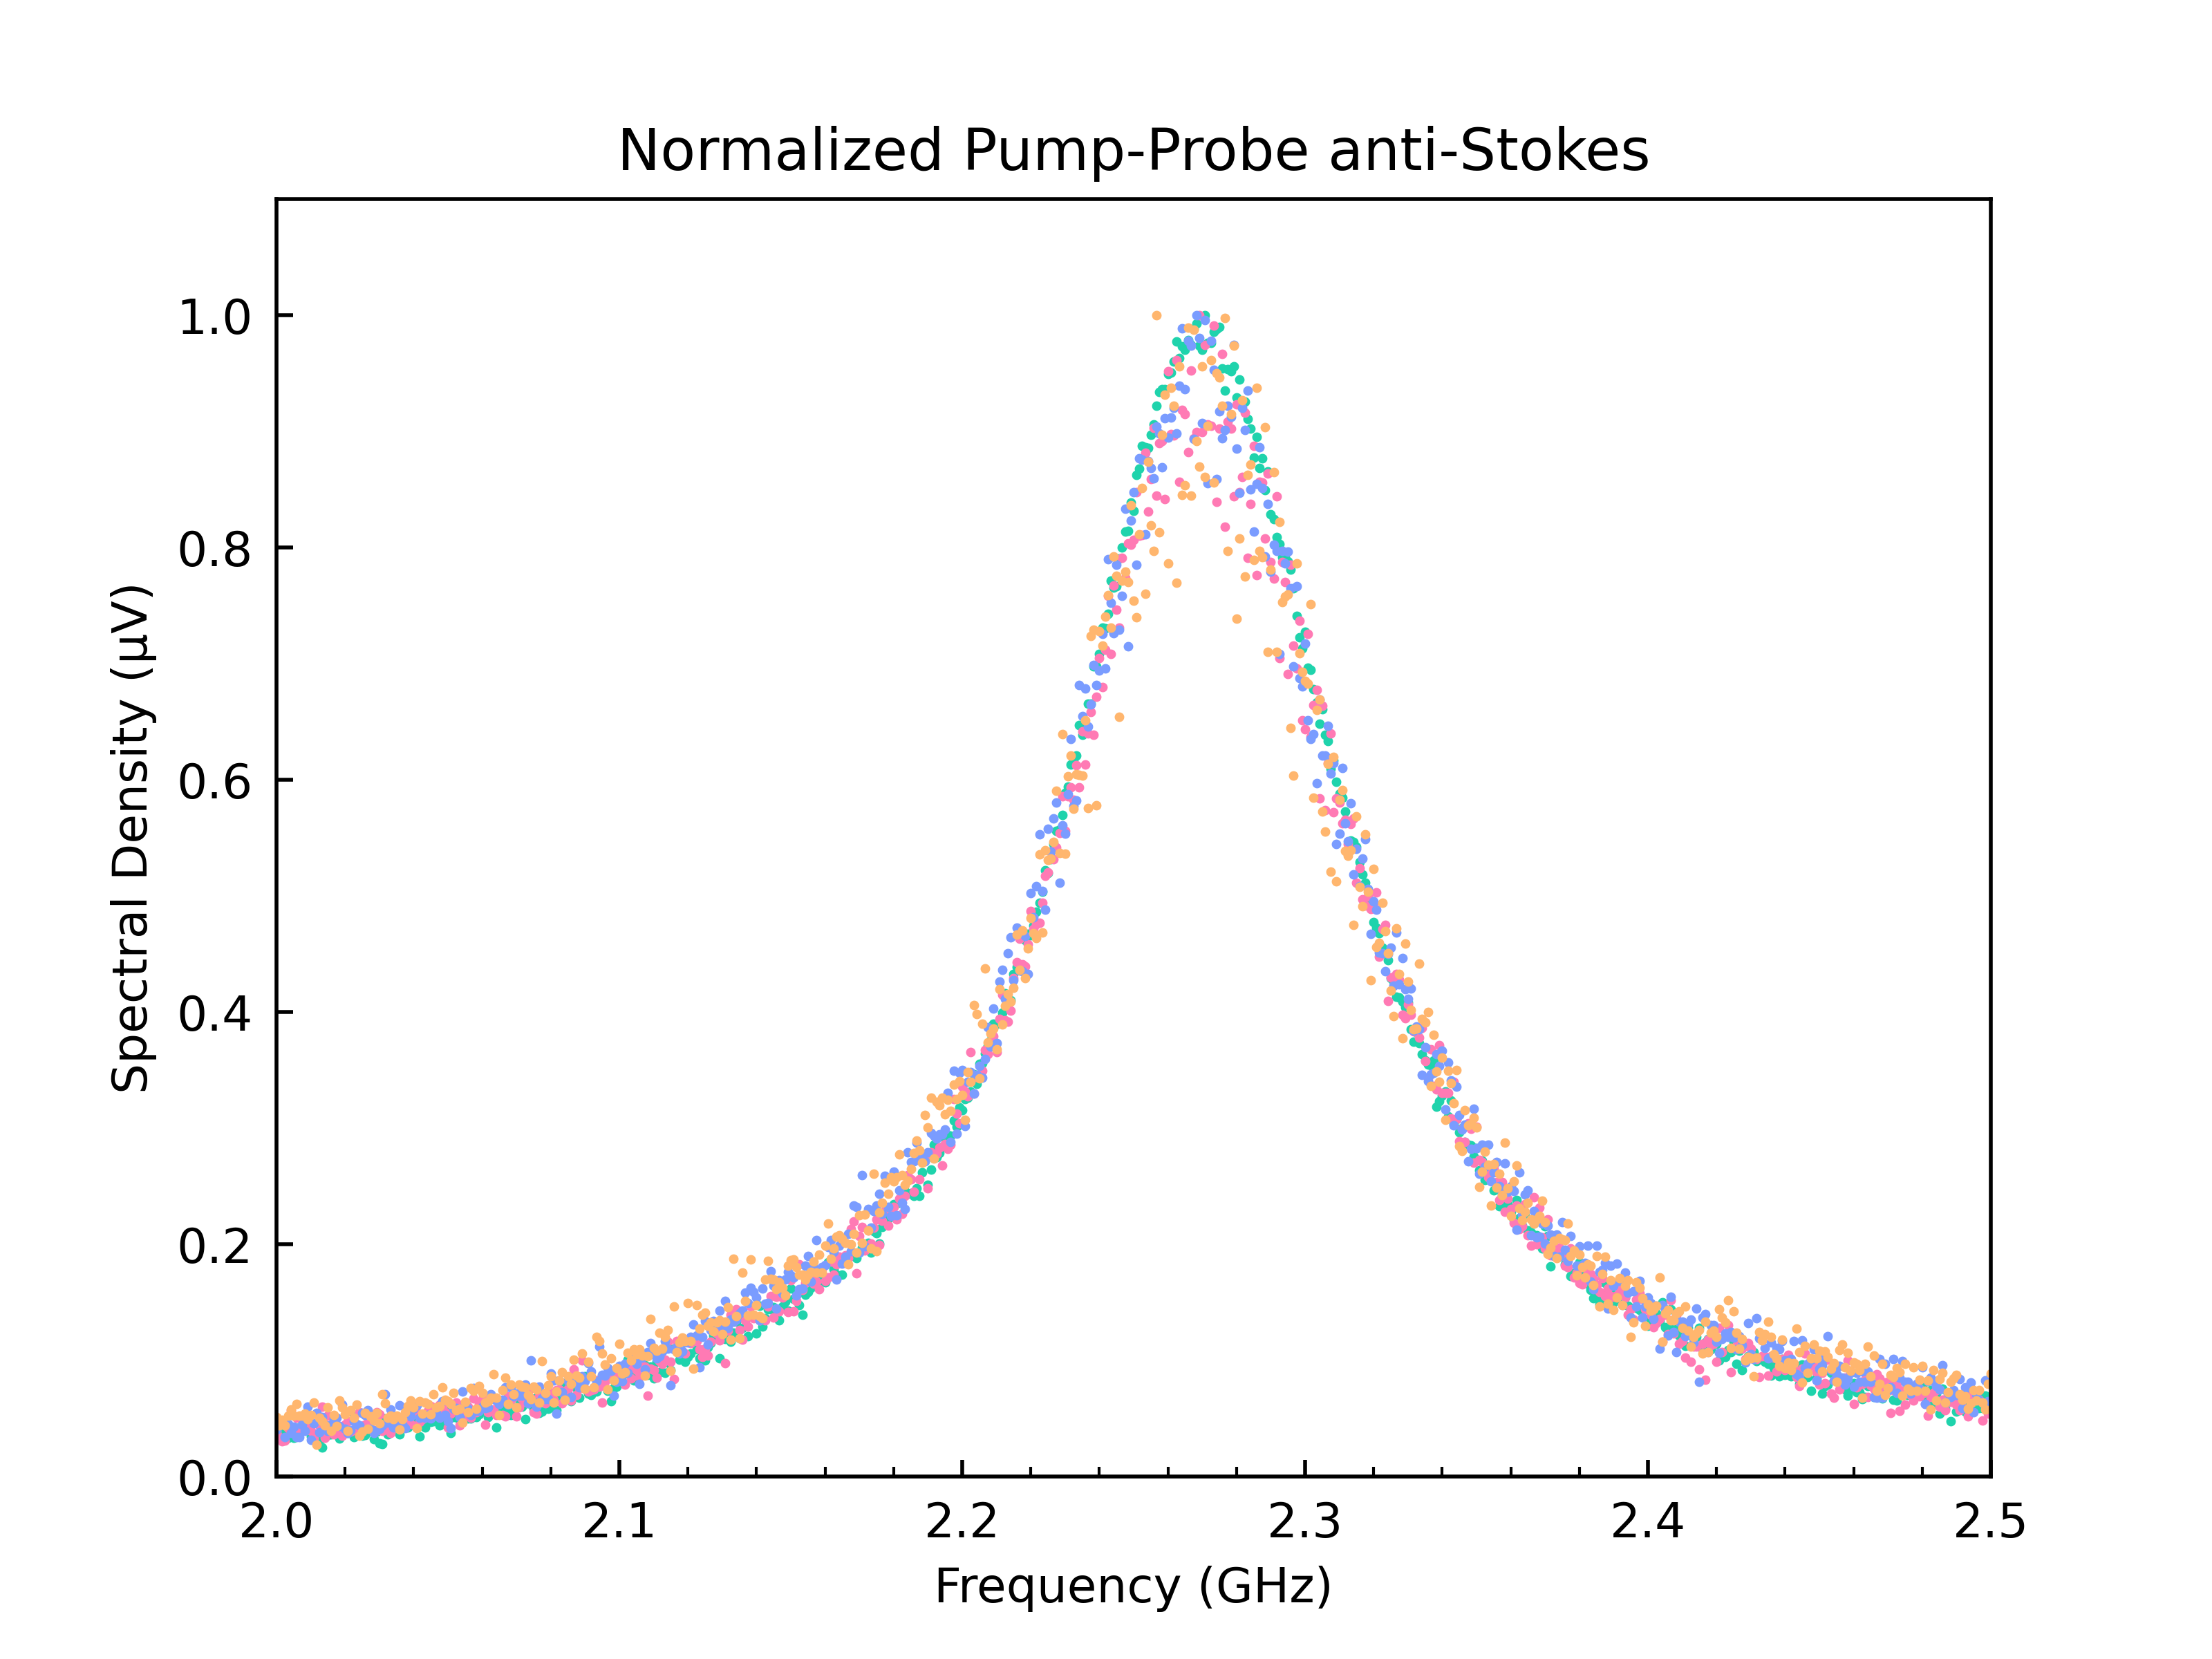 Normalized Pump-Probe anti-Stokes
1.0
0.8
0.6
0.4
0.2
0.0
Spectral Density (µV)
2.0 2.1 2.2 2.3 2.4 2.5
Frequency (GHz)